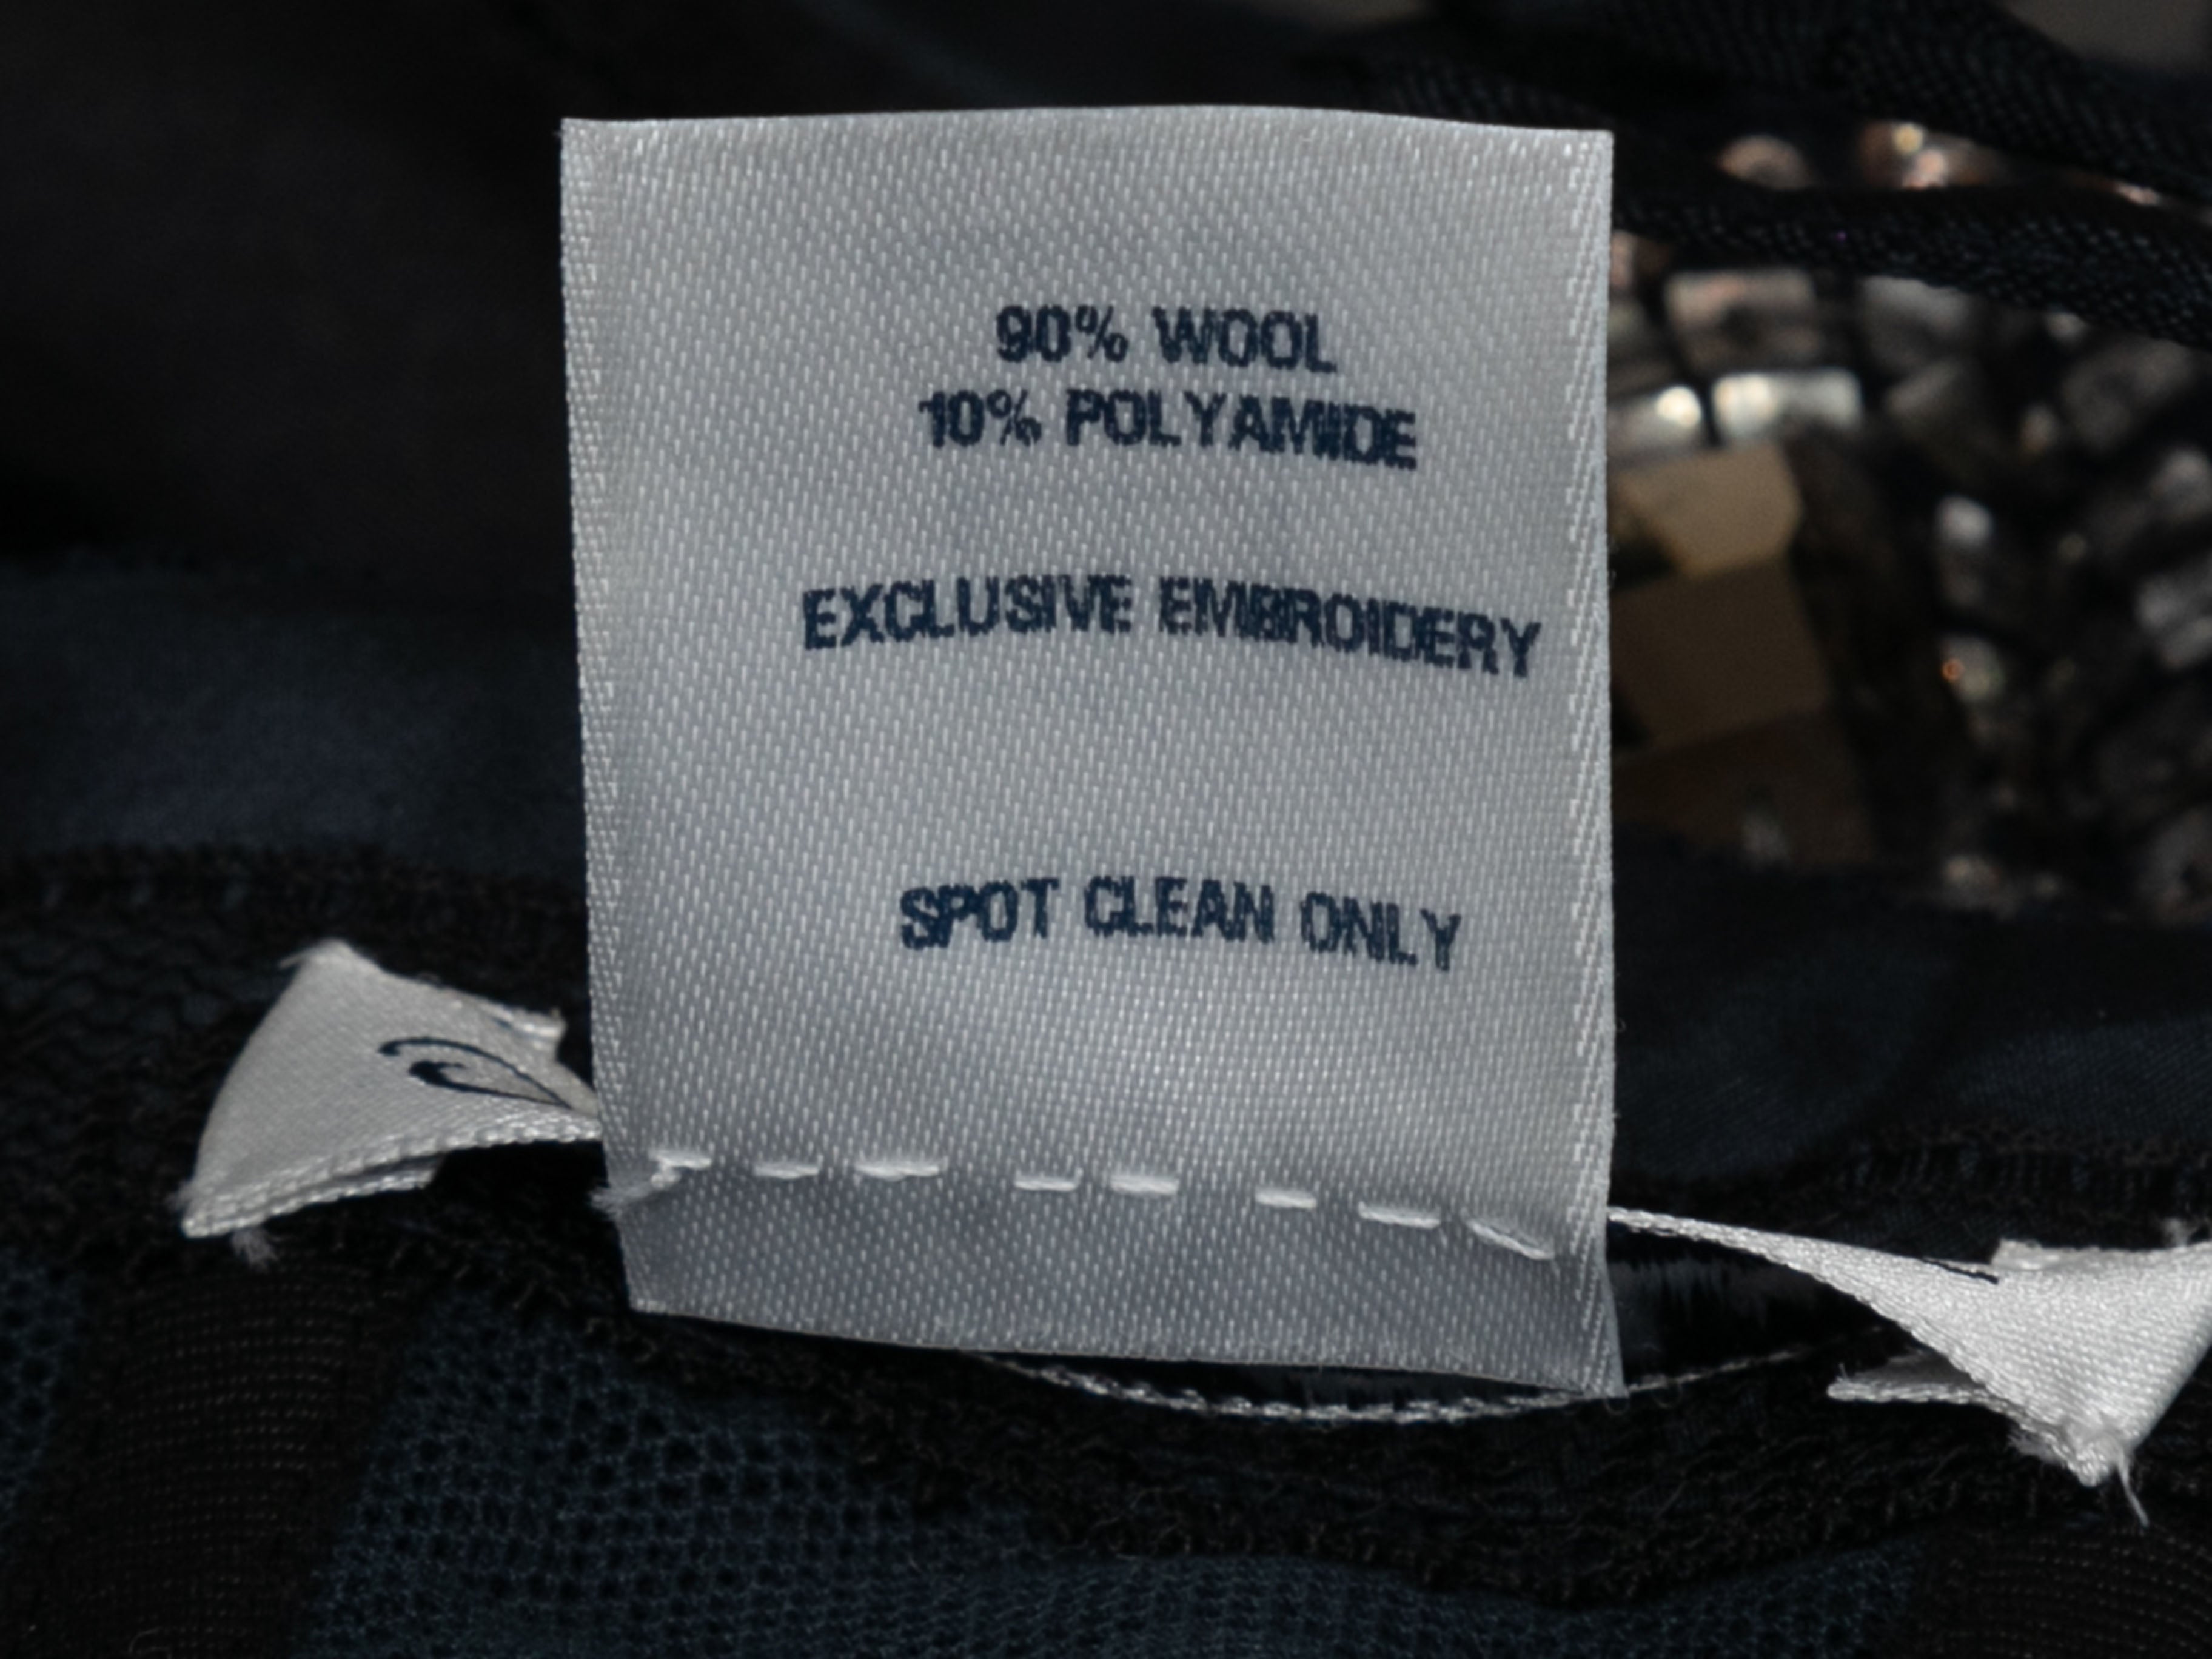 90% WOOL
10% POLYAMIDE
EXCLUSIVE EMBROIDERY
SPOT CLEAN ONLY